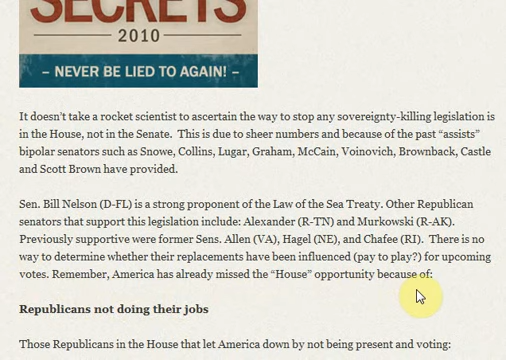 SECRETS
2010
– NEVER BE LIED TO AGAIN! –
It doesn’t take a rocket scientist to ascertain the way to stop any sovereignty-killing legislation is
in the House, not in the Senate.  This is due to sheer numbers and because of the past “assists”
bipolar senators such as Snowe, Collins, Lugar, Graham, McCain, Voinovich, Brownback, Castle
and Scott Brown have provided.
Sen. Bill Nelson (D-FL) is a strong proponent of the Law of the Sea Treaty. Other Republican
senators that support this legislation include: Alexander (R-TN) and Murkowski (R-AK).
Previously supportive were former Sens. Allen (VA), Hagel (NE), and Chafee (RI).  There is no
way to determine whether their replacements have been influenced (pay to play?) for upcoming
votes. Remember, America has already missed the “House” opportunity because of:
Republicans not doing their jobs
Those Republicans in the House that let America down by not being present and voting: